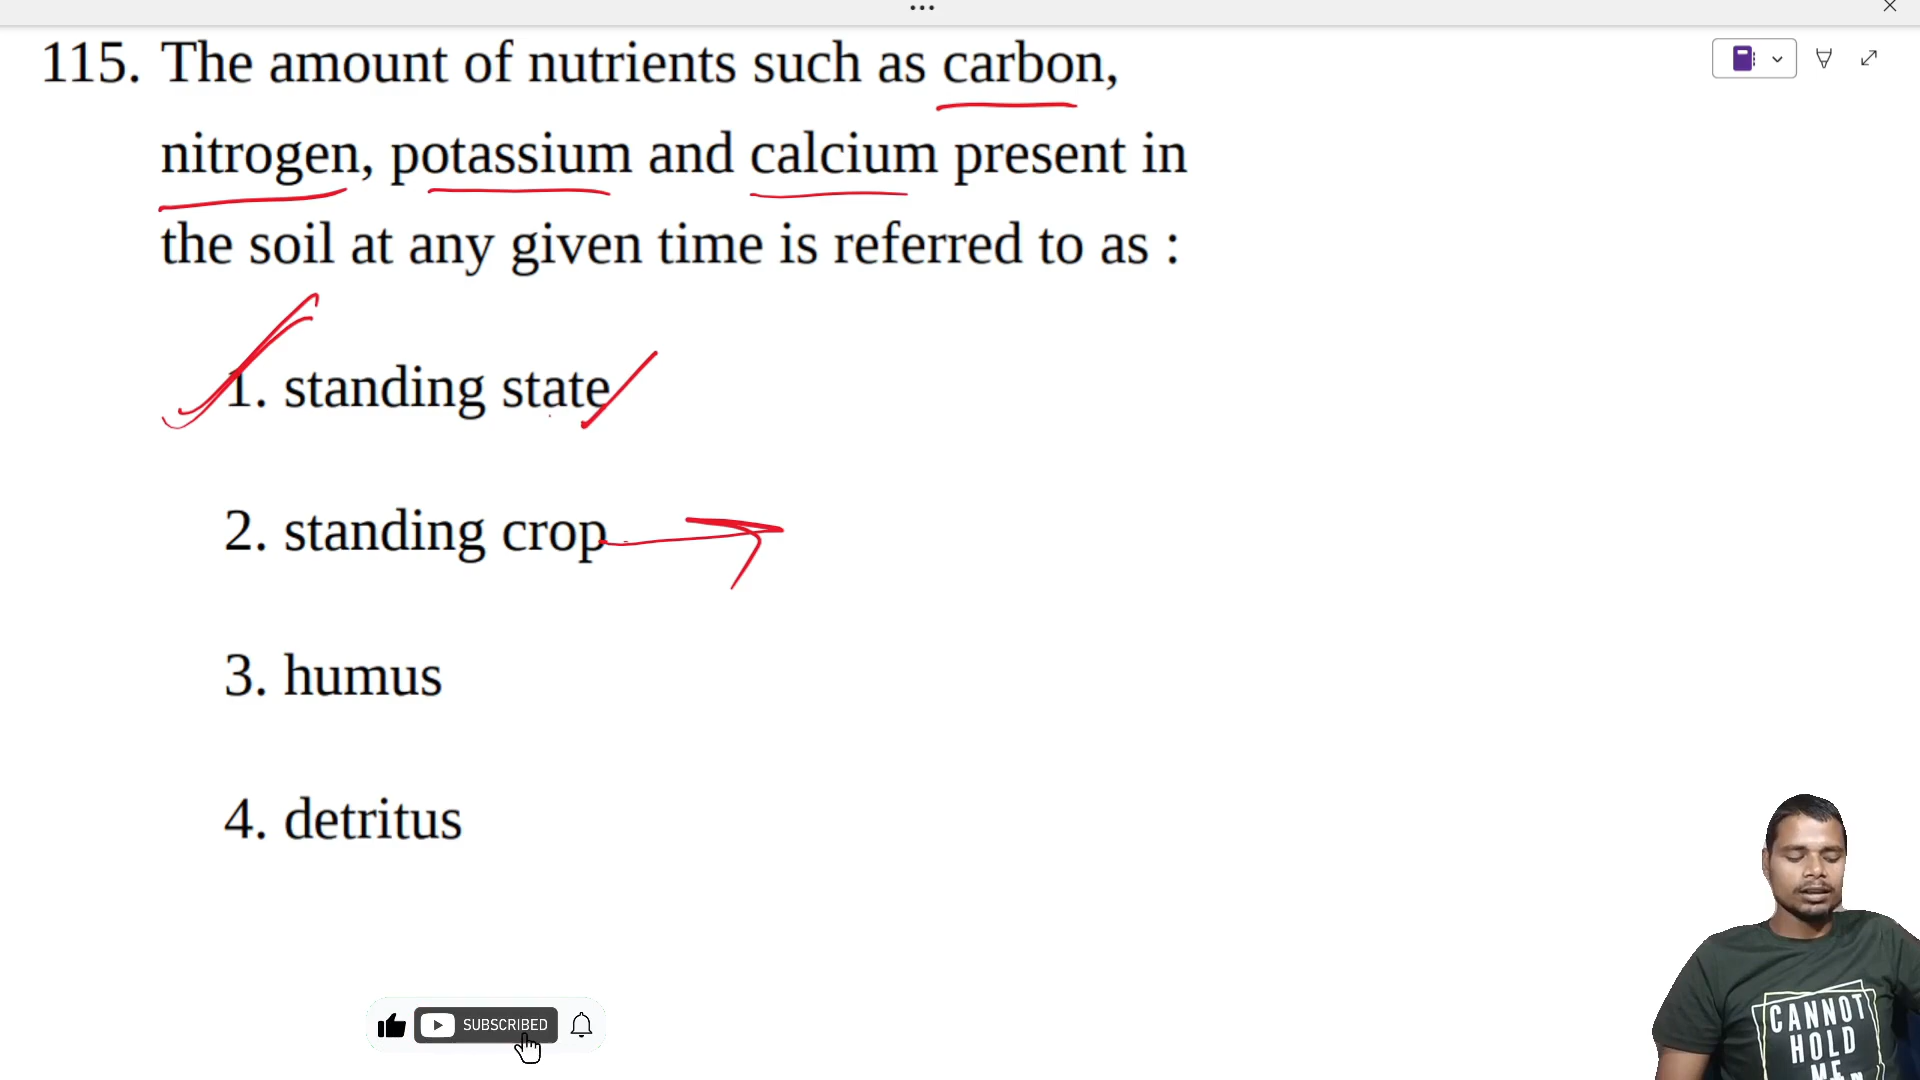 115. The amount of nutrients such as carbon,
nitrogen, potassium and calcium present in
the soil at any given time is referred to as :
1. standing state
2. standing crop
3. humus
4. detritus
SUBSCRIBED
CANNOT
HOLD
ME